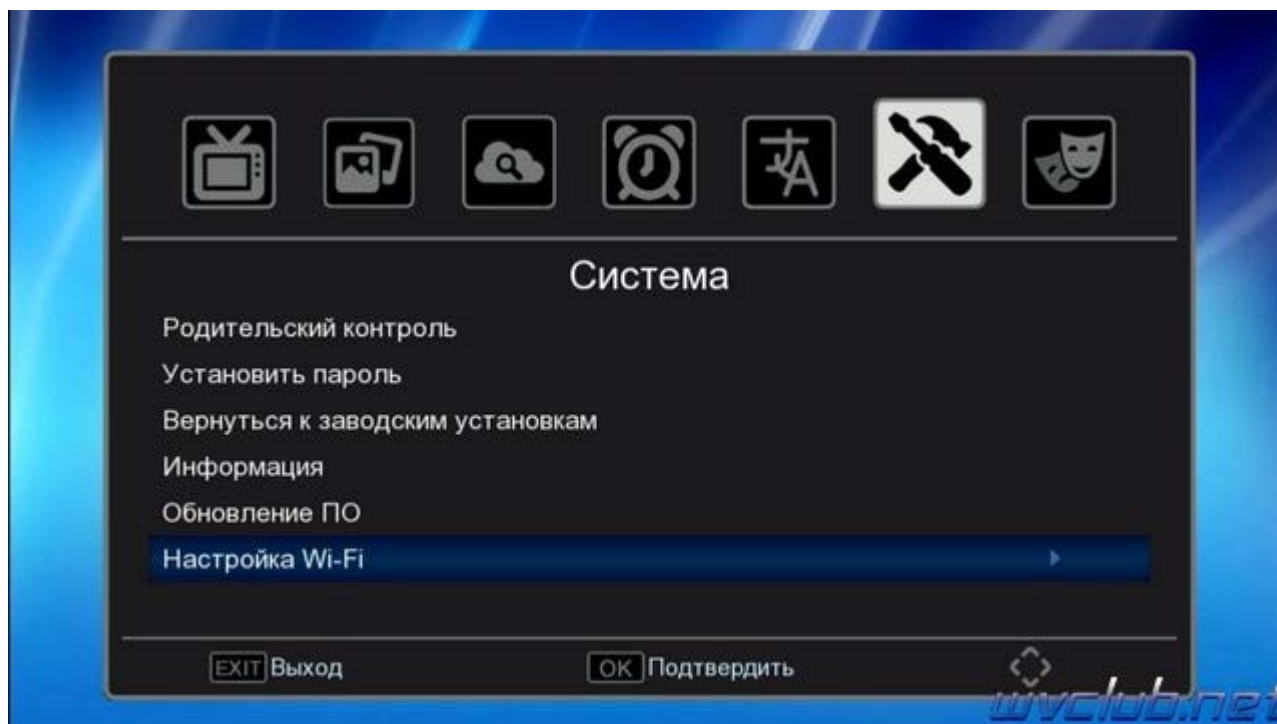 Система
Родительский контроль
Установить пароль
Вернуться к заводским установкам
Информация
Обновление ПО
Настройка Wi-Fi
EXIT Выход
OK Подтвердить
wvclub.net